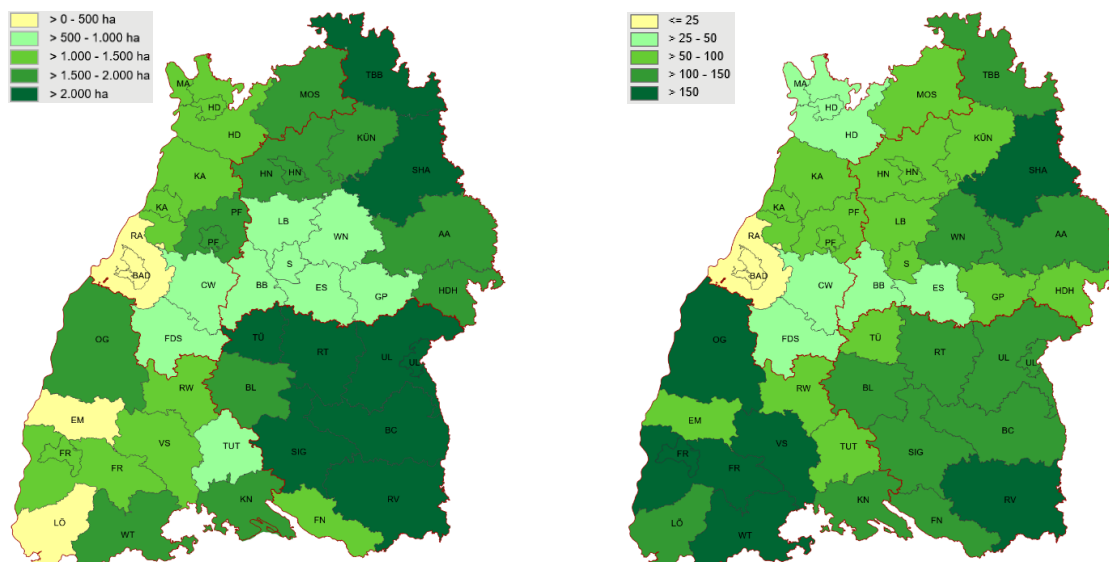 > 0 - 500 ha
> 500 - 1.000 ha
> 1.000 - 1.500 ha
> 1.500 - 2.000 ha
> 2.000 ha
TBB
MA
HD
MOS
HD
KÜN
HN
HN
SHA
KA
KA
PF
PF
LB
WN
AA
RA
BAD
S
CW
BB
ES
GP
HDH
OG
FDS
TÜ
RT
UL
UL
RW
BL
EM
VS
TUT
BC
SIG
FR
FR
KN
RV
LÖ
WT
FN
<= 25
> 25 - 50
> 50 - 100
> 100 - 150
> 150
TBB
MA
HD
MOS
HD
KÜN
HN
HN
SHA
KA
KA
PF
PF
LB
WN
AA
RA
BAD
S
CW
BB
ES
GP
HDH
OG
FDS
TÜ
RT
UL
UL
RW
BL
EM
VS
TUT
BC
SIG
FR
FR
KN
RV
LÖ
WT
FN